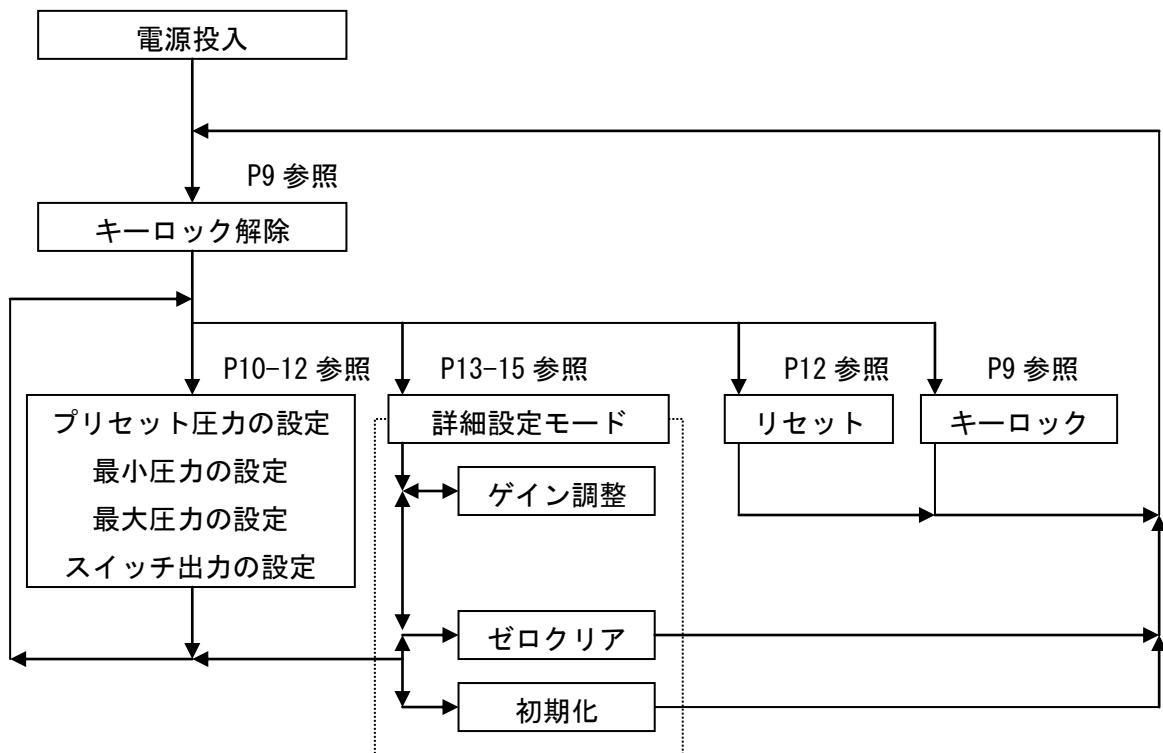 電源投入
P9 参照
キーロック解除
P10-12 参照
P13-15 参照
P12 参照
P9 参照
プリセット圧力の設定
最小圧力の設定
最大圧力の設定
スイッチ出力の設定
詳細設定モード
リセット
キーロック
ゲイン調整
ゼロクリア
初期化